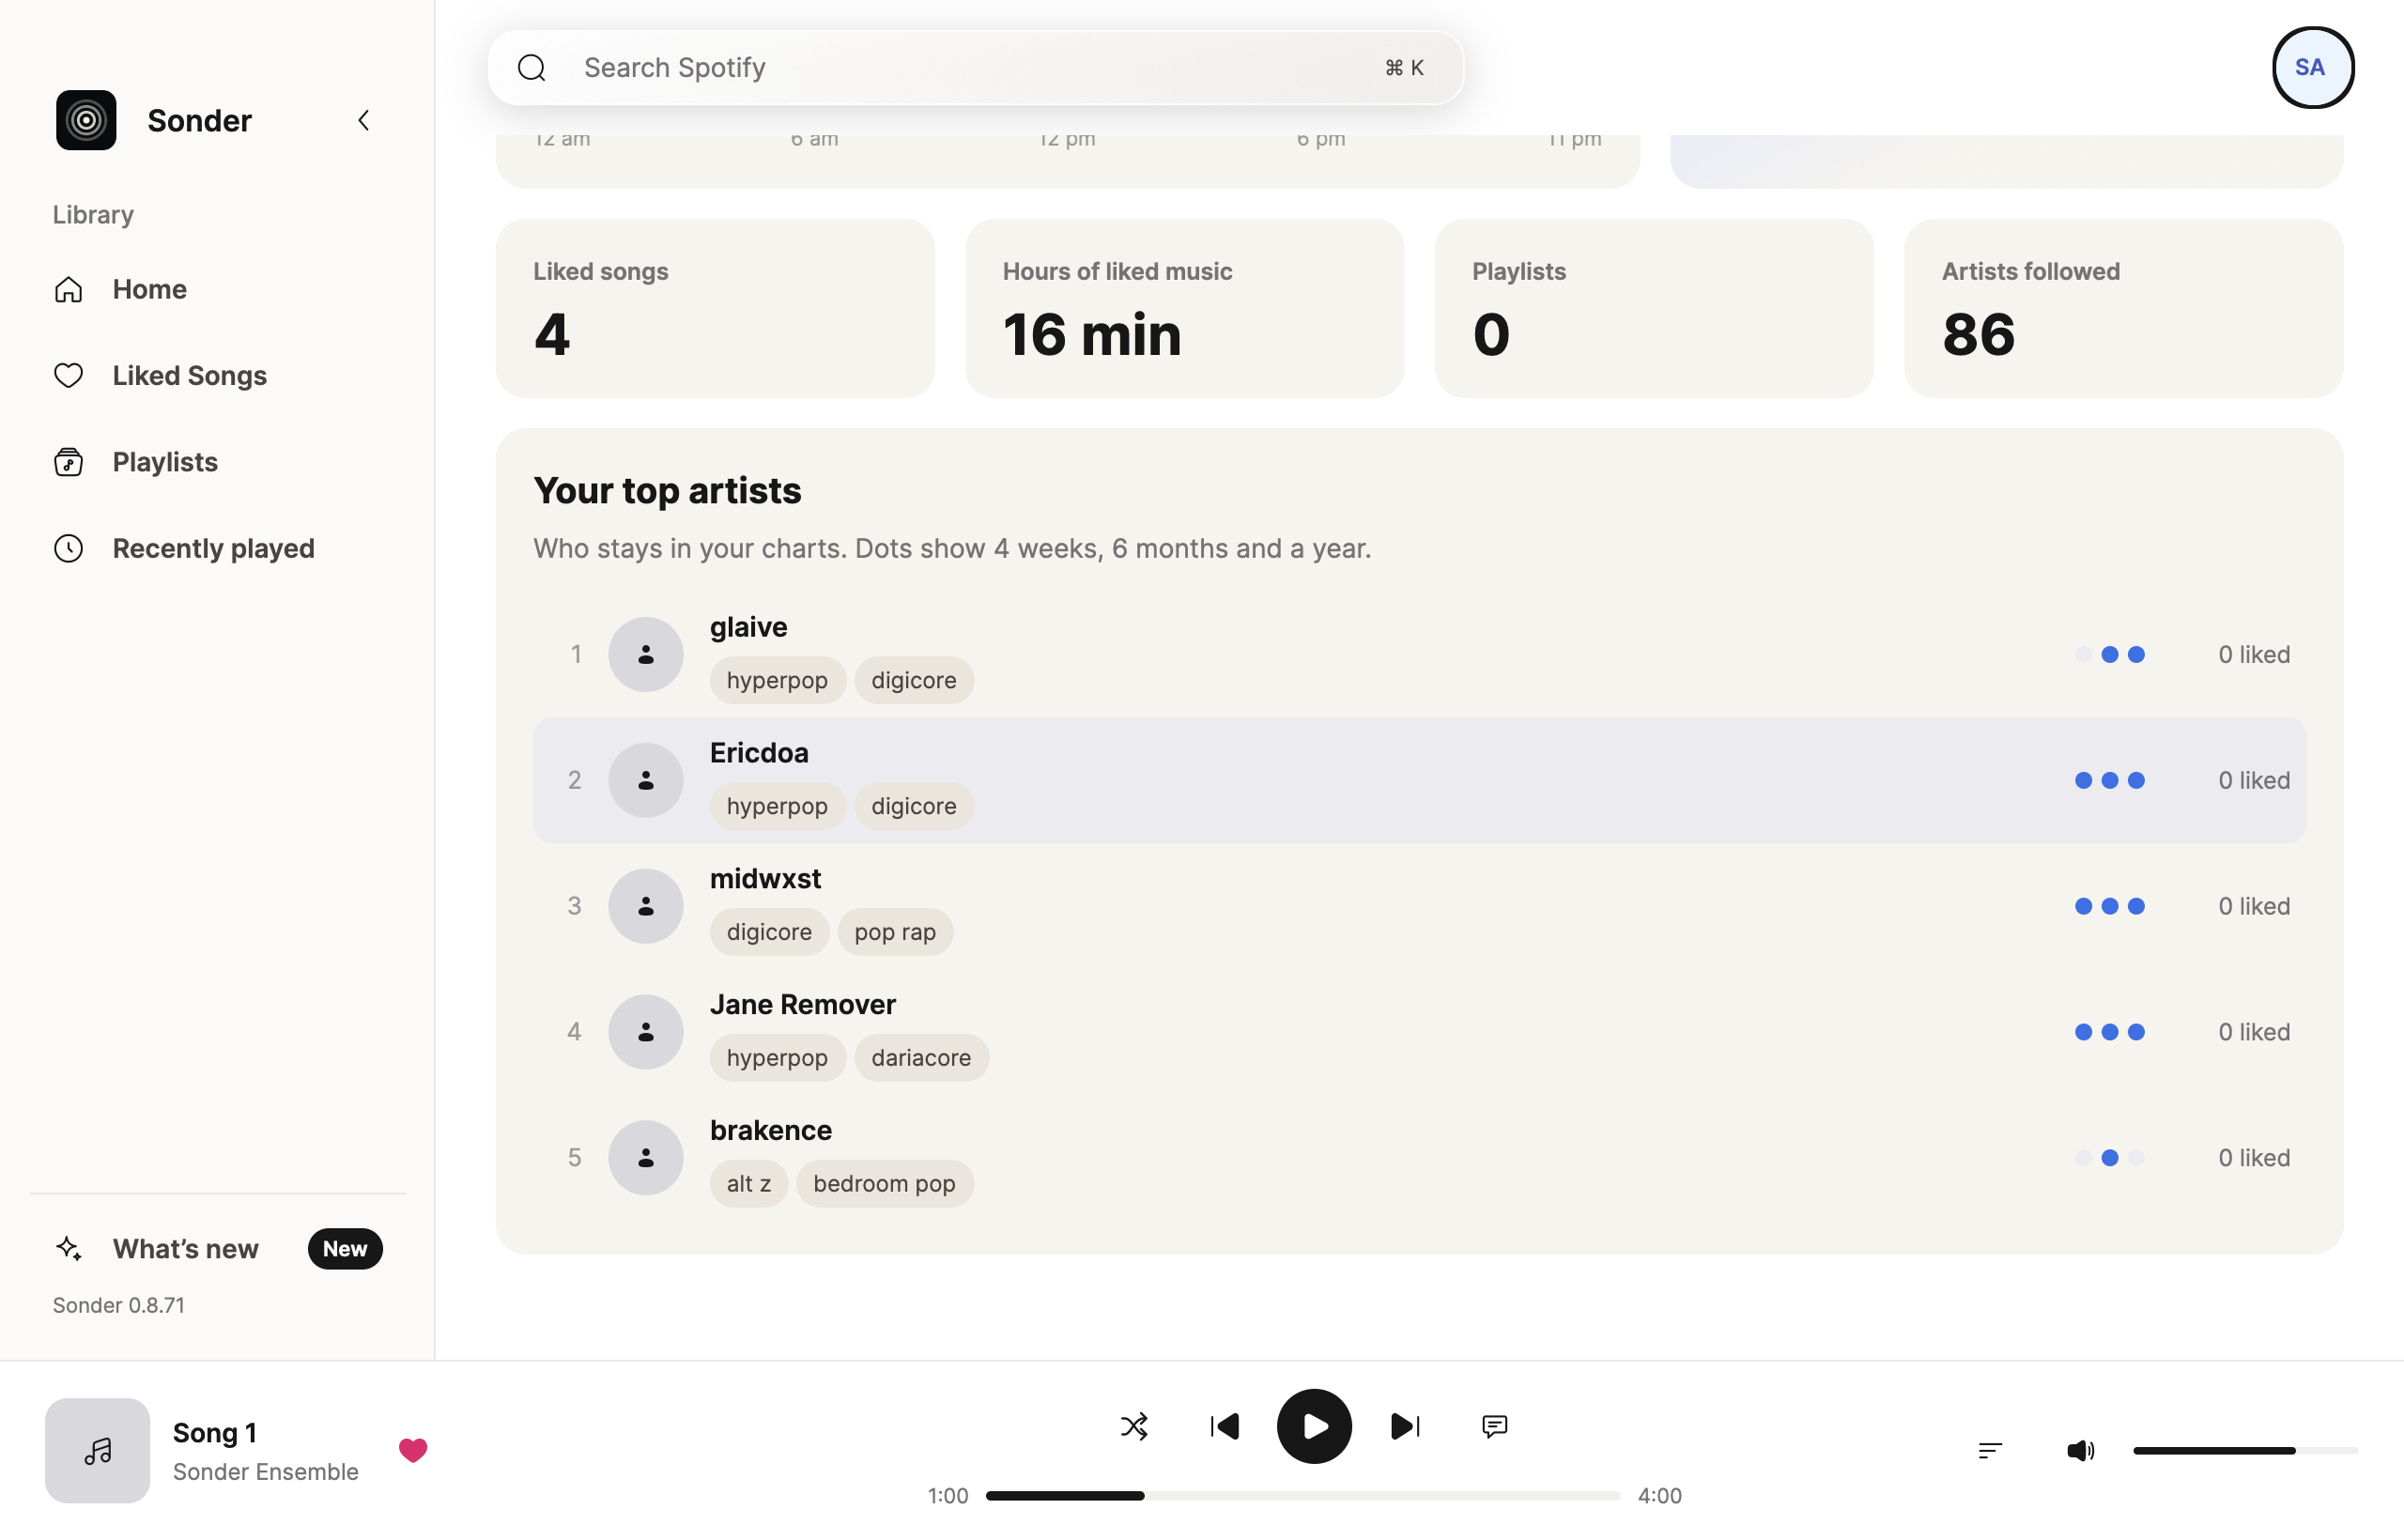 Search Spotify
⌘ K
SA
Sonder
Library
Home
Liked Songs
Playlists
Recently played
What’s new
New
Sonder 0.8.71
12 am 6 am 12 pm 6 pm 11 pm
Liked songs
4
Hours of liked music
16 min
Playlists
0
Artists followed
86
Your top artists
Who stays in your charts. Dots show 4 weeks, 6 months and a year.
1
glaive
hyperpop digicore
0 liked
2
Ericdoa
hyperpop digicore
0 liked
3
midwxst
digicore pop rap
0 liked
4
Jane Remover
hyperpop dariacore
0 liked
5
brakence
alt z bedroom pop
0 liked
Song 1
Sonder Ensemble
1:00
4:00